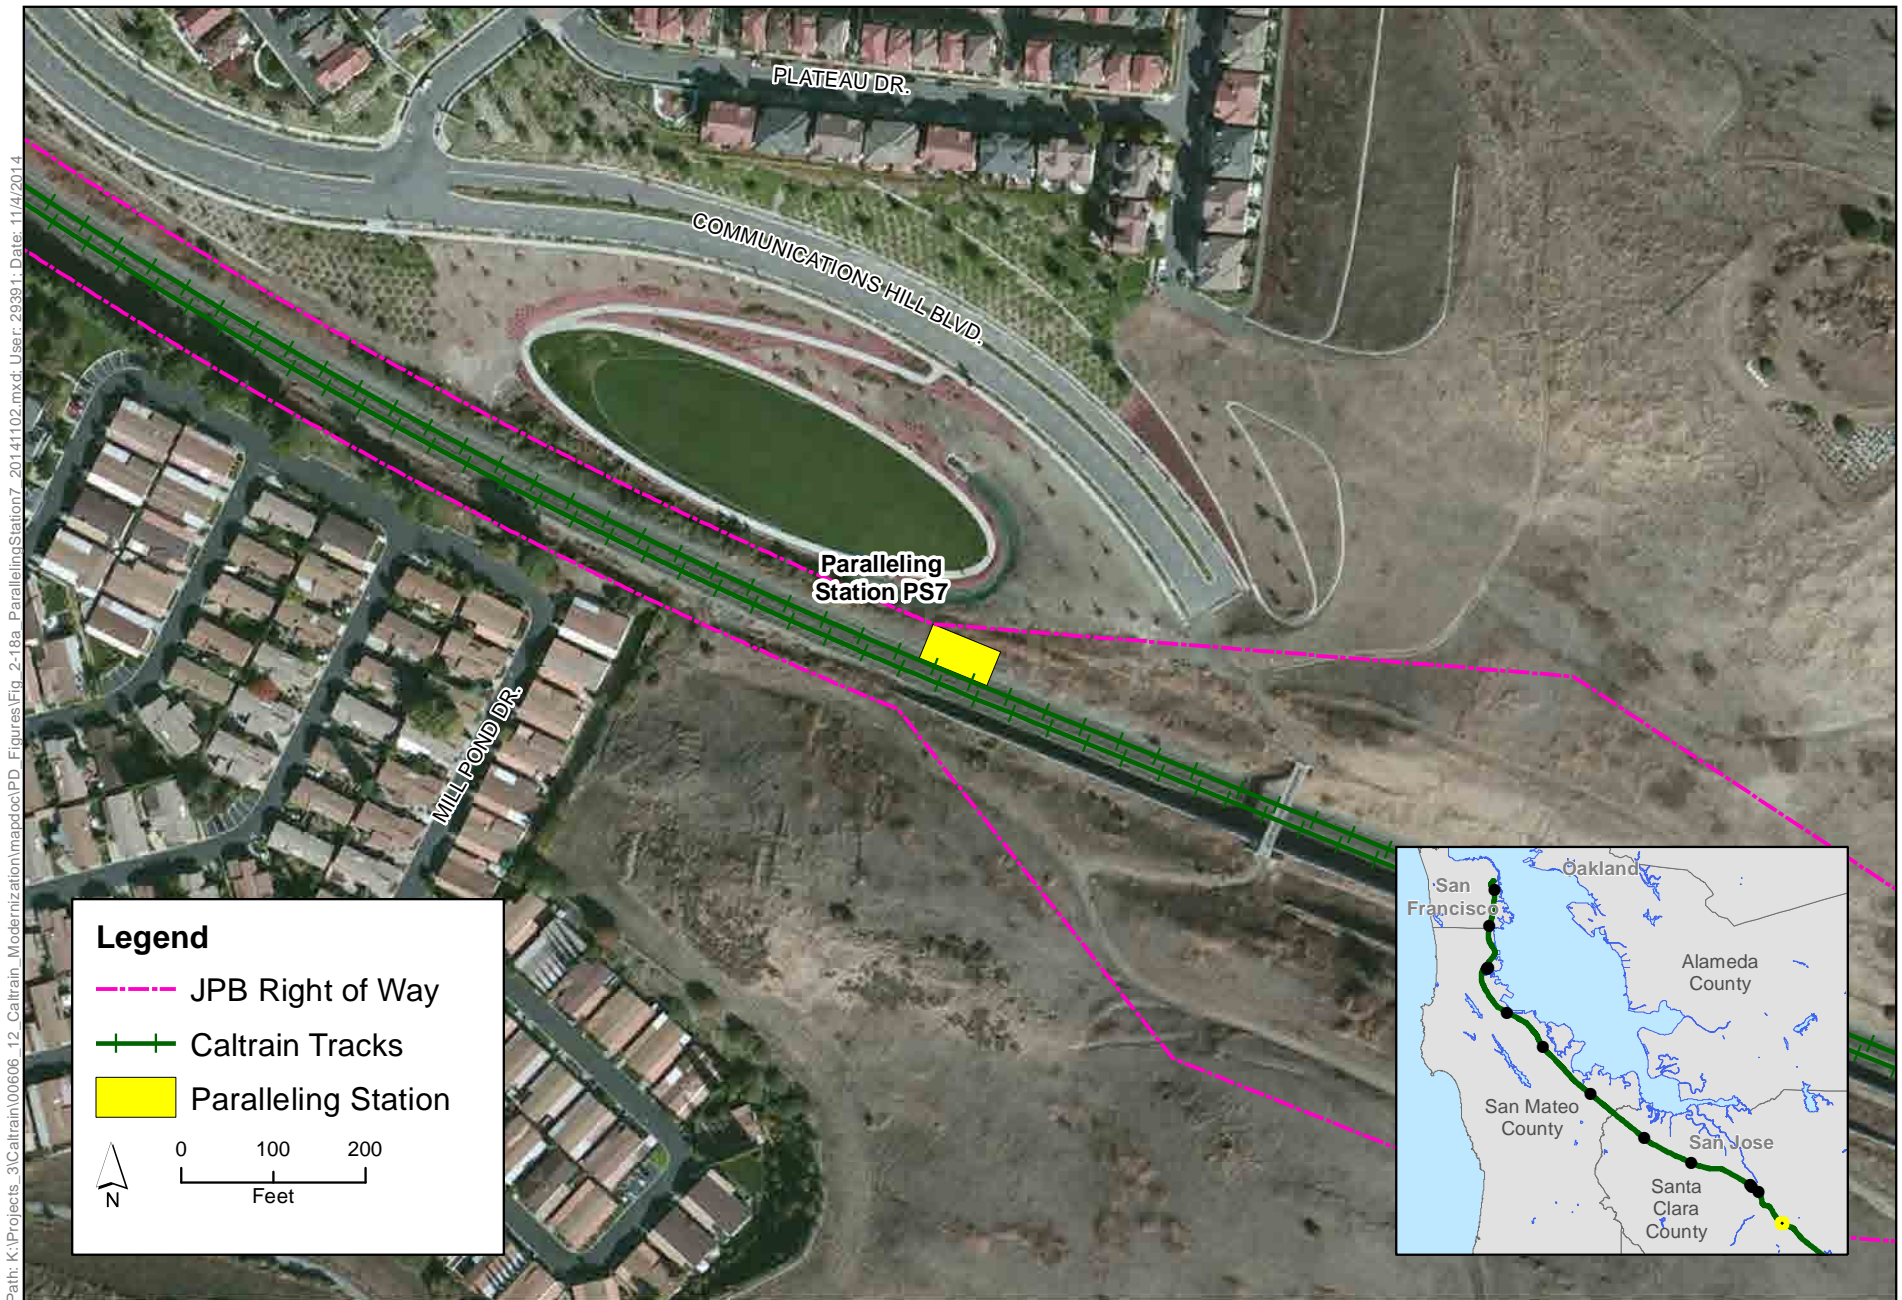 Path: K:\Projects_3\Caltrain\00606_12_Caltrain_Modernization\mapdoc\PD_Figures\Fig_2-18a_ParallelingStation7_20141102.mxd; User: 29391; Date: 11/4/2014
PLATEAU DR.
COMMUNICATIONS HILL BLVD.
Paralleling
Station PS7
MILL POND DR.
Legend
JPB Right of Way
Caltrain Tracks
Paralleling Station
N
0 100 200
Feet
Oakland
San
Francisco
Alameda
County
San Mateo
County
San Jose
Santa
Clara
County